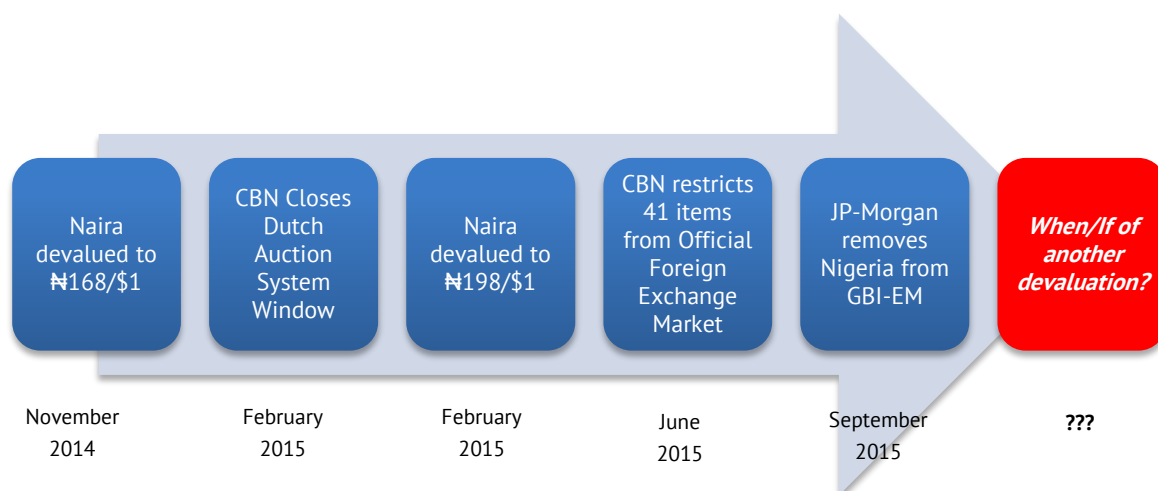 Naira
devalued to
₦168/$1
CBN Closes
Dutch
Auction
System
Window
Naira
devalued to
₦198/$1
CBN restricts
41 items
from Official
Foreign
Exchange
Market
JP-Morgan
removes
Nigeria from
GBI-EM
When/If of
another
devaluation?
November
2014
February
2015
February
2015
June
2015
September
2015
???